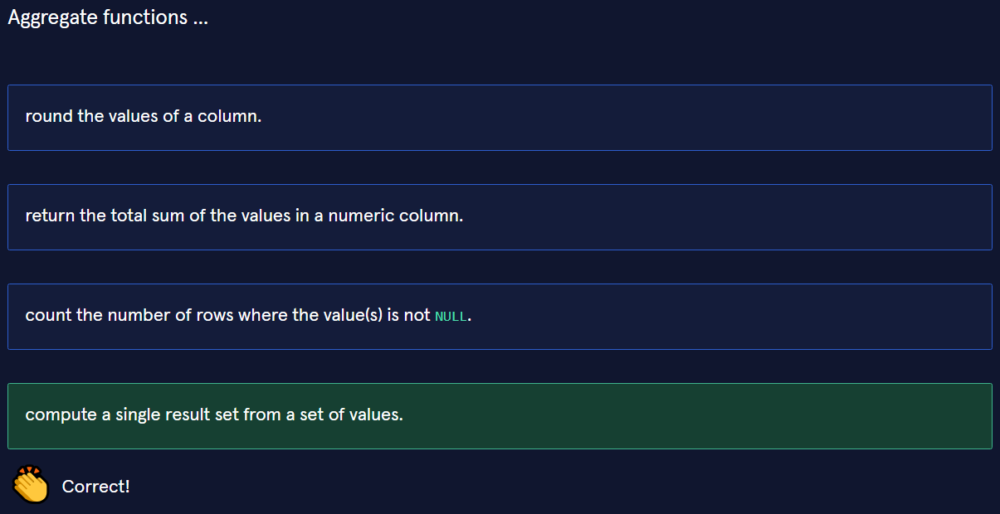 Aggregate functions ...
round the values of a column.
return the total sum of the values in a numeric column.
count the number of rows where the value(s) is not NULL.
compute a single result set from a set of values.
Correct!